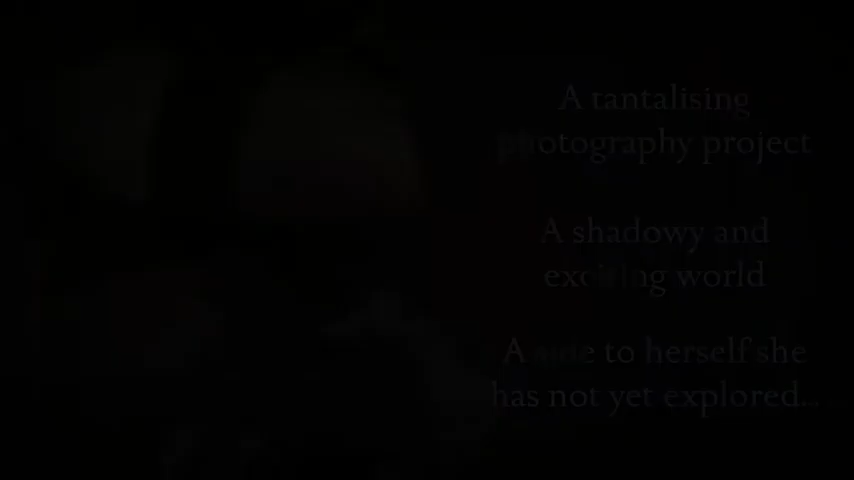 A tantalising
photography project
A shadowy and
exciting world
A side to herself she
has not yet explored...